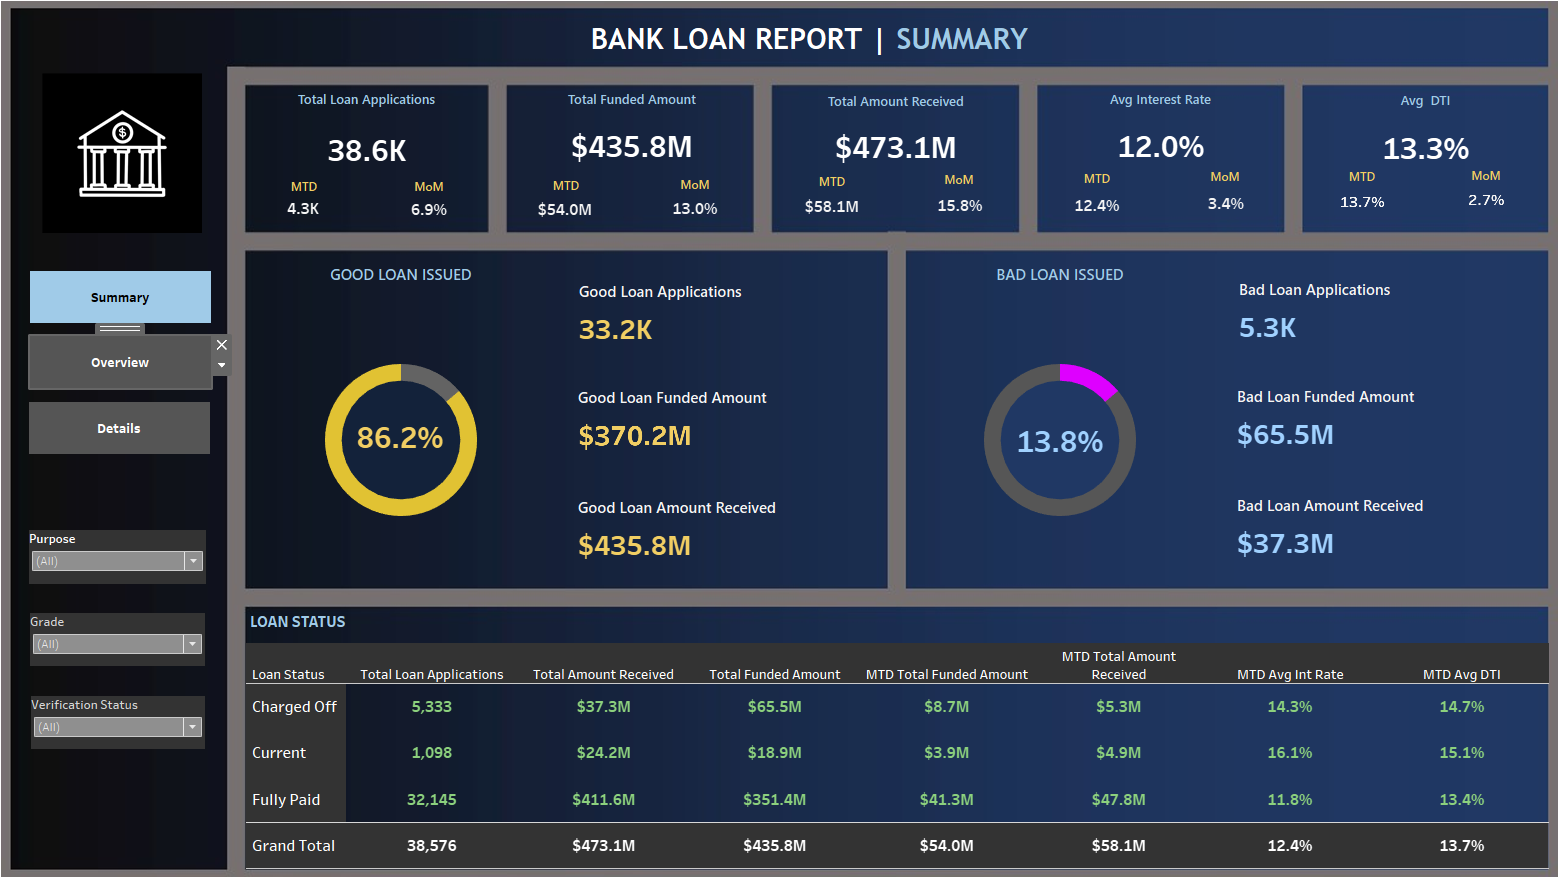 BANK LOAN REPORT | SUMMARY
$
Summary
Overview
Details
Purpose
(All)
Grade
(All)
Verification Status
(All)
Total Loan Applications
38.6K
MTD MoM
4.3K 6.9%
Total Funded Amount
$435.8M
MTD MoM
$54.0M 13.0%
Total Amount Received
$473.1M
MTD MoM
$58.1M 15.8%
Avg Interest Rate
12.0%
MTD MoM
12.4% 3.4%
Avg DTI
13.3%
MTD MoM
13.7% 2.7%
GOOD LOAN ISSUED
86.2%
Good Loan Applications
33.2K
Good Loan Funded Amount
$370.2M
Good Loan Amount Received
$435.8M
BAD LOAN ISSUED
13.8%
Bad Loan Applications
5.3K
Bad Loan Funded Amount
$65.5M
Bad Loan Amount Received
$37.3M
LOAN STATUS
Loan Status Total Loan Applications Total Amount Received Total Funded Amount MTD Total Funded Amount MTD Total Amount Received MTD Avg Int Rate MTD Avg DTI
Charged Off 5,333 $37.3M $65.5M $8.7M $5.3M 14.3% 14.7%
Current 1,098 $24.2M $18.9M $3.9M $4.9M 16.1% 15.1%
Fully Paid 32,145 $411.6M $351.4M $41.3M $47.8M 11.8% 13.4%
Grand Total 38,576 $473.1M $435.8M $54.0M $58.1M 12.4% 13.7%